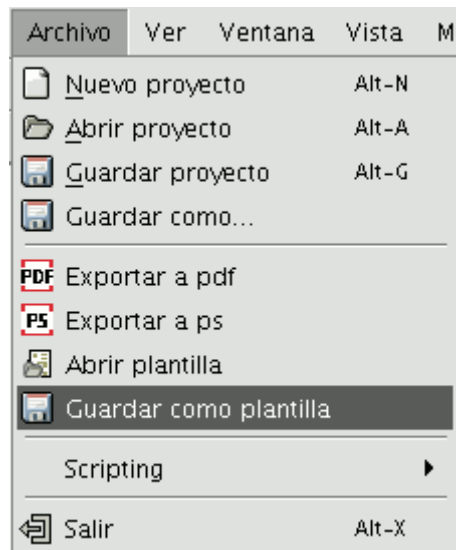 Archivo Ver Ventana Vista M
Nuevo proyecto Alt-N
Abrir proyecto Alt-A
Guardar proyecto Alt-G
Guardar como...
PDF Exportar a pdf
PS Exportar a ps
Abrir plantilla
Guardar como plantilla
Scripting
Salir Alt-X